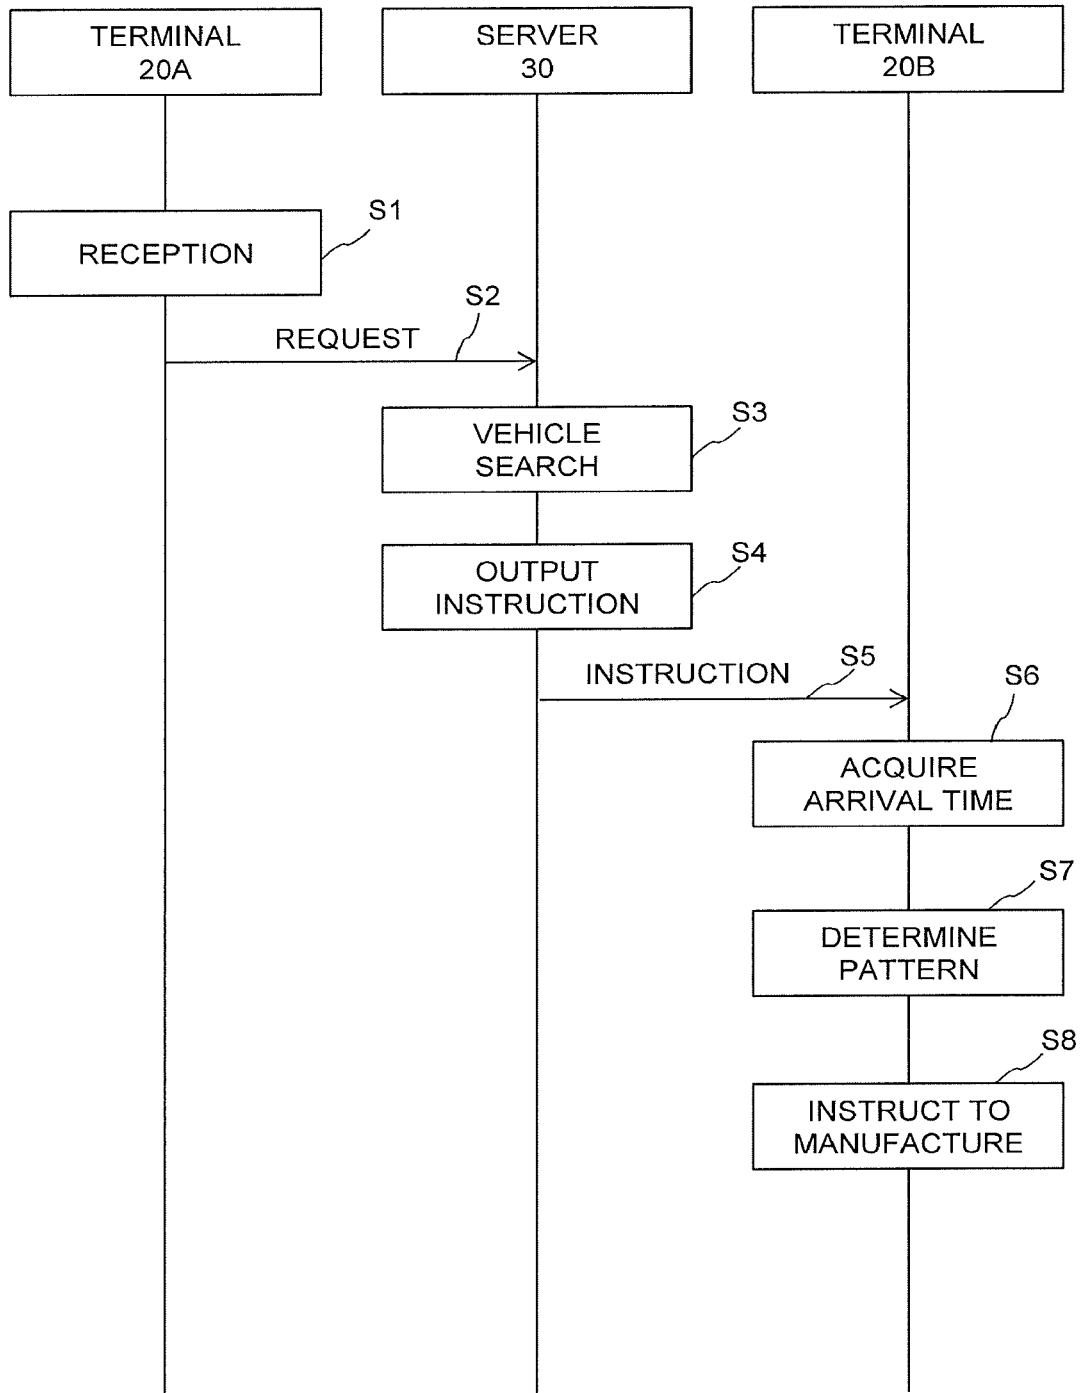 TERMINAL
20A
SERVER
30
TERMINAL
20B
S1
RECEPTION
S2
REQUEST
S3
VEHICLE
SEARCH
S4
OUTPUT
INSTRUCTION
S5
INSTRUCTION
S6
ACQUIRE
ARRIVAL TIME
S7
DETERMINE
PATTERN
S8
INSTRUCT TO
MANUFACTURE